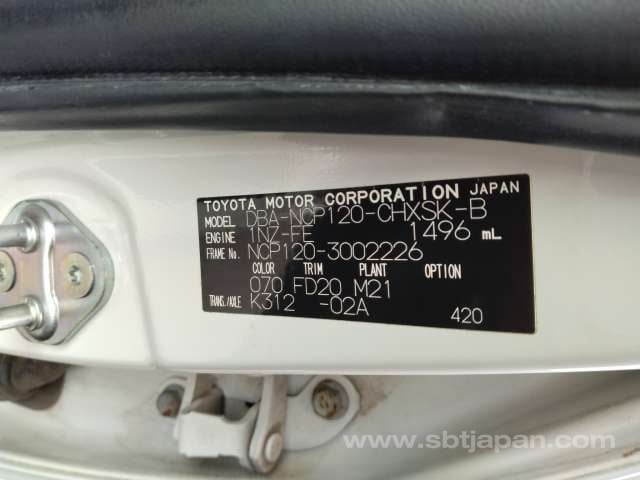 TOYOTA MOTOR CORPORATION JAPAN
MODEL DBA-NCP120-CHXSK-B
ENGINE 1NZ-FE 1496 mL
FRAME No. NCP120-3002226
COLOR TRIM PLANT OPTION
070 FD20 M21
TRANS./AXLE K312 -02A
420
www.sbtjapan.com